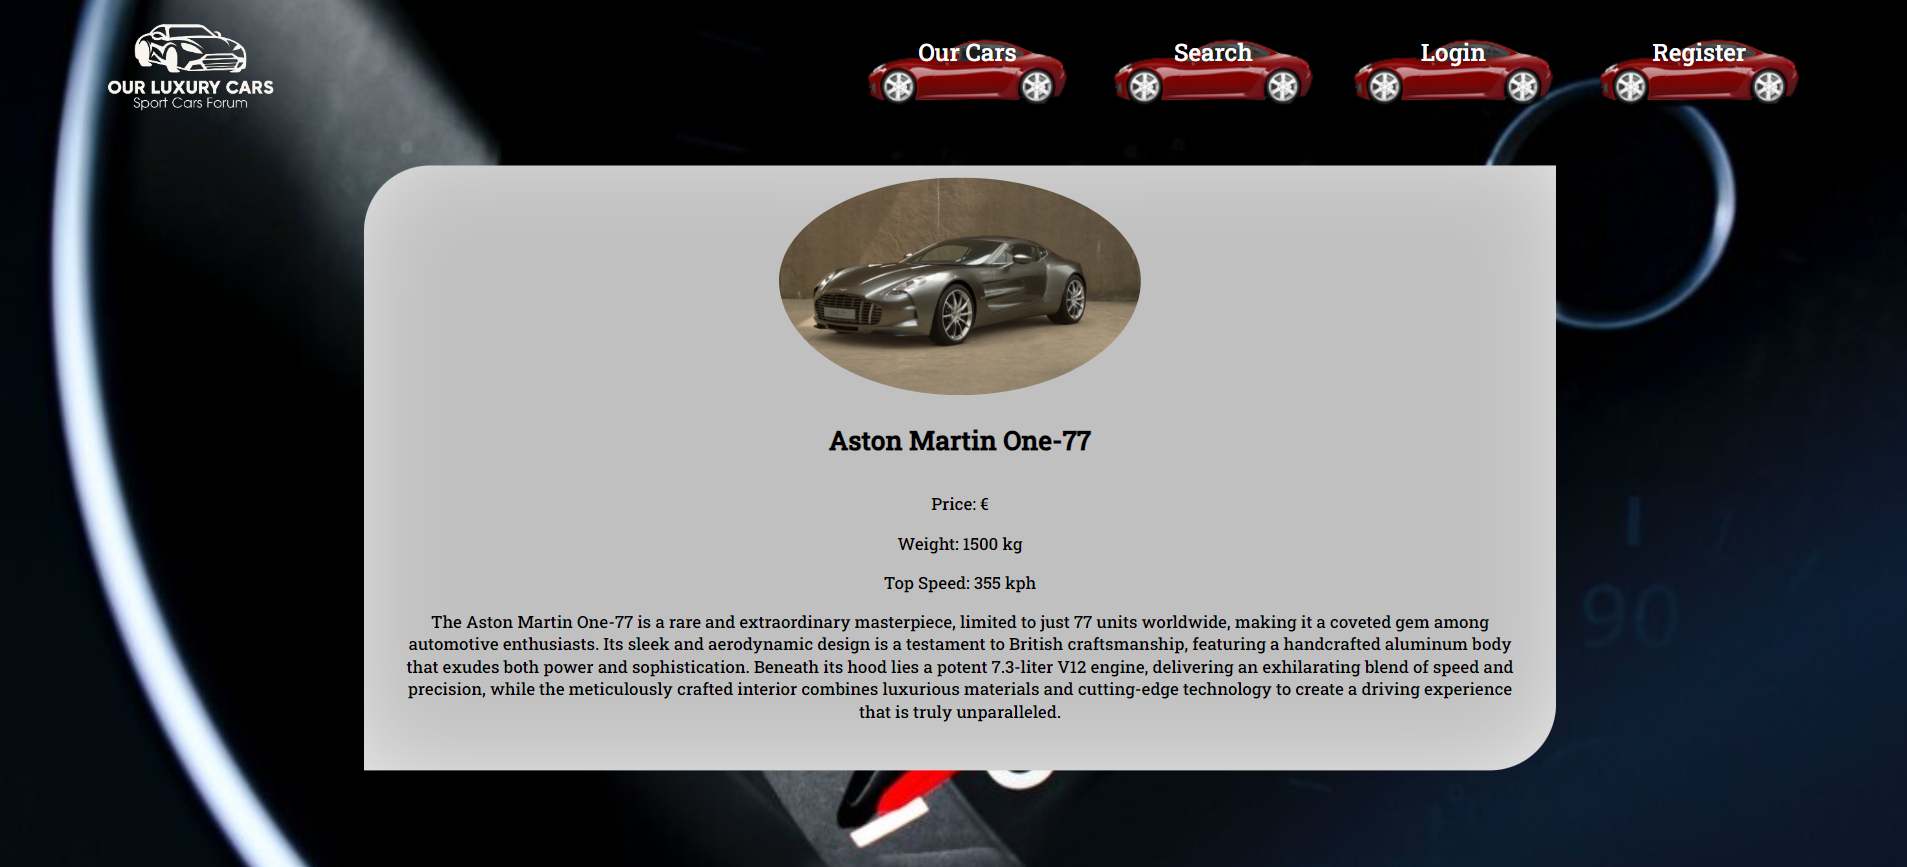 OUR LUXURY CARS
Sport Cars Forum
Our Cars
Search
Login
Register
Aston Martin One-77
Price: €
Weight: 1500 kg
Top Speed: 355 kph
The Aston Martin One-77 is a rare and extraordinary masterpiece, limited to just 77 units worldwide, making it a coveted gem among
automotive enthusiasts. Its sleek and aerodynamic design is a testament to British craftsmanship, featuring a handcrafted aluminum body
that exudes both power and sophistication. Beneath its hood lies a potent 7.3-liter V12 engine, delivering an exhilarating blend of speed and
precision, while the meticulously crafted interior combines luxurious materials and cutting-edge technology to create a driving experience
that is truly unparalleled.
90